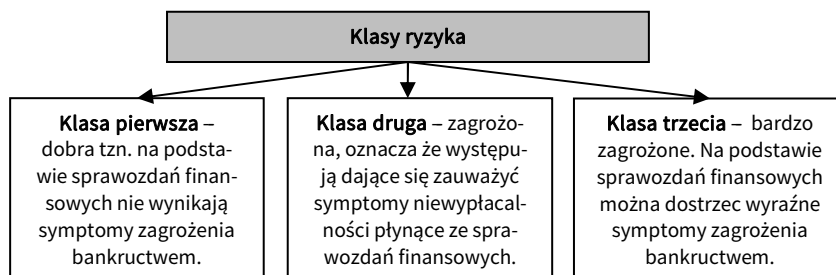 Klasy ryzyka
Klasa pierwsza –
dobra tzn. na podsta-
wie sprawozdań finan-
sowych nie wynikają
symptomy zagrożenia
bankructwem.
Klasa druga – zagrożo-
na, oznacza że występu-
ją dające się zauważyć
symptomy niewypłacal-
ności płynące ze spra-
wozdań finansowych.
Klasa trzecia – bardzo
zagrożone. Na podstawie
sprawozdań finansowych
można dostrzec wyraźne
symptomy zagrożenia
bankructwem.